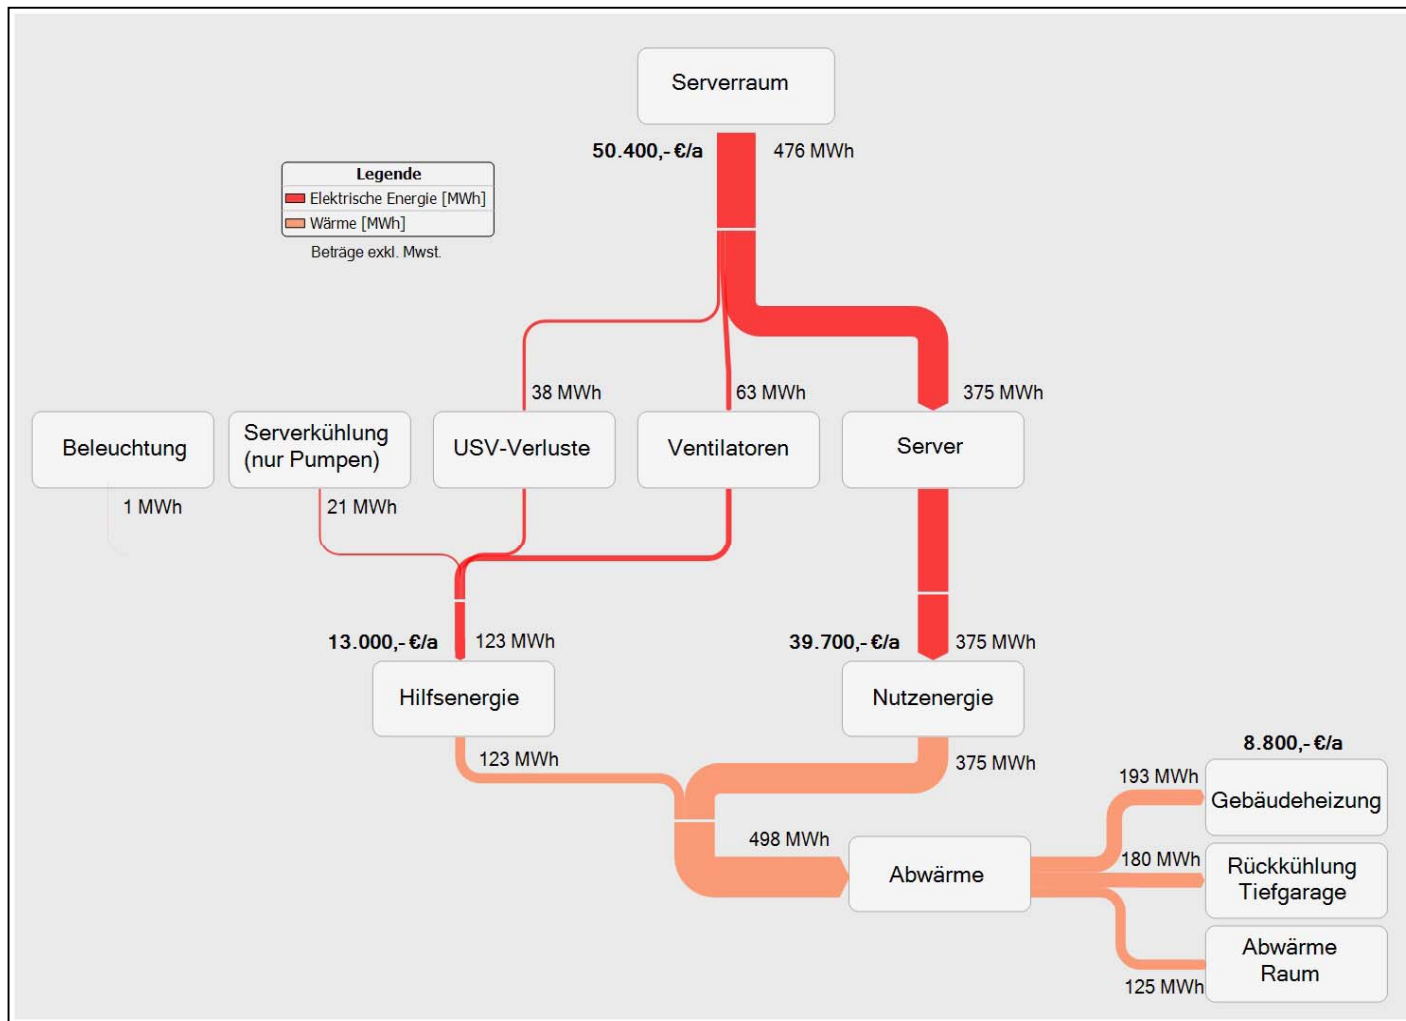 Serverraum
50.400,- €/a
476 MWh
Legende
Elektrische Energie [MWh]
Wärme [MWh]
Beträge exkl. Mwst.
38 MWh
63 MWh
375 MWh
Beleuchtung
Serverkühlung
(nur Pumpen)
USV-Verluste
Ventilatoren
Server
1 MWh
21 MWh
13.000,- €/a
123 MWh
39.700,- €/a
375 MWh
Hilfsenergie
Nutzenergie
123 MWh
375 MWh
8.800,- €/a
193 MWh
Gebäudeheizung
498 MWh
Abwärme
180 MWh
Rückkühlung
Tiefgarage
Abwärme
Raum
125 MWh